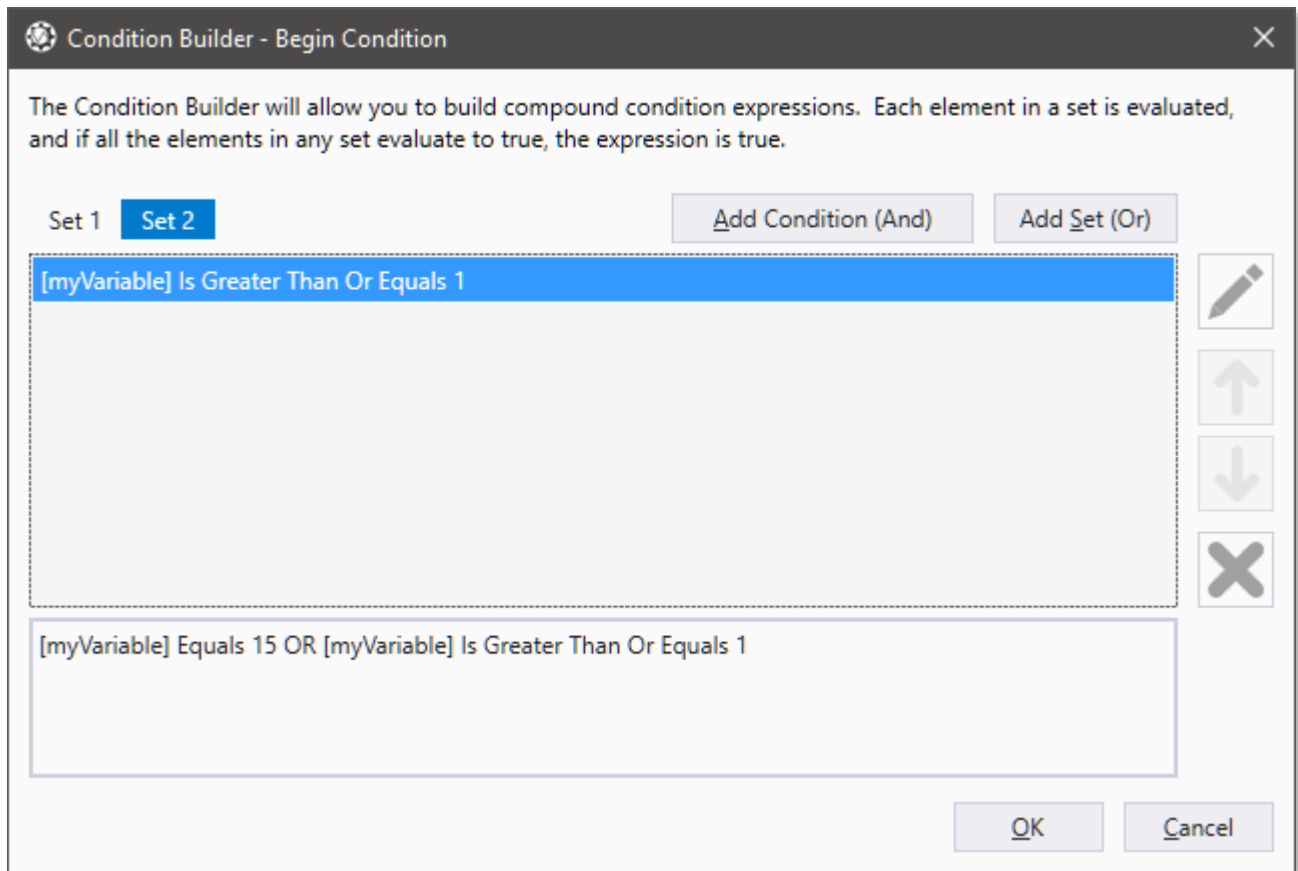 Condition Builder - Begin Condition
The Condition Builder will allow you to build compound condition expressions.  Each element in a set is evaluated,
and if all the elements in any set evaluate to true, the expression is true.
Set 1 Set 2 Add Condition (And) Add Set (Or)
[myVariable] Is Greater Than Or Equals 1
[myVariable] Equals 15 OR [myVariable] Is Greater Than Or Equals 1
OK Cancel